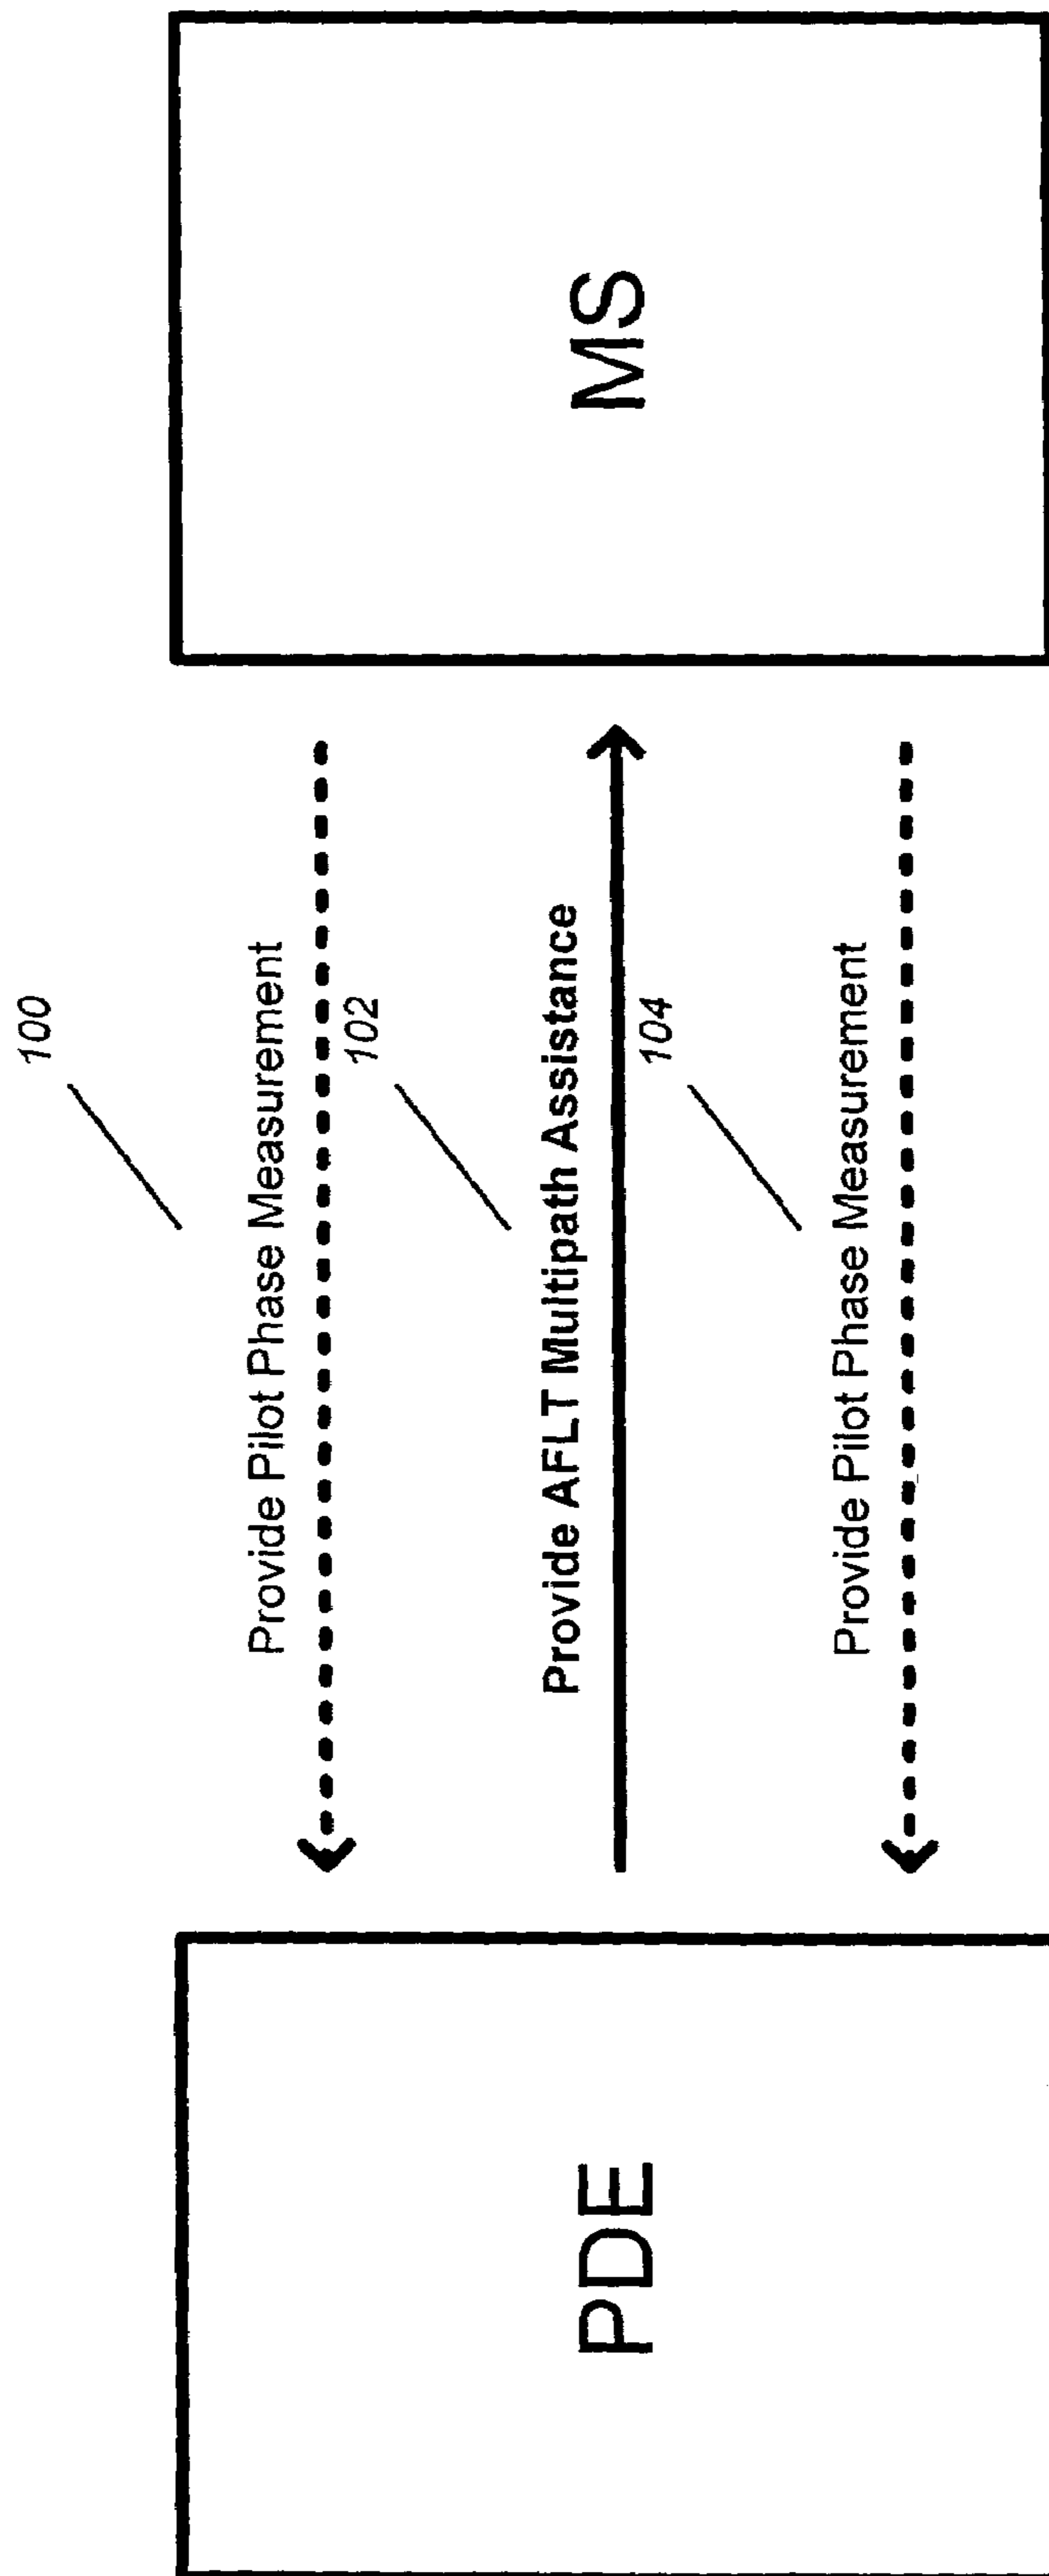 100
Provide Pilot Phase Measurement
102
Provide AFLT Multipath Assistance
104
Provide Pilot Phase Measurement
PDE
MS